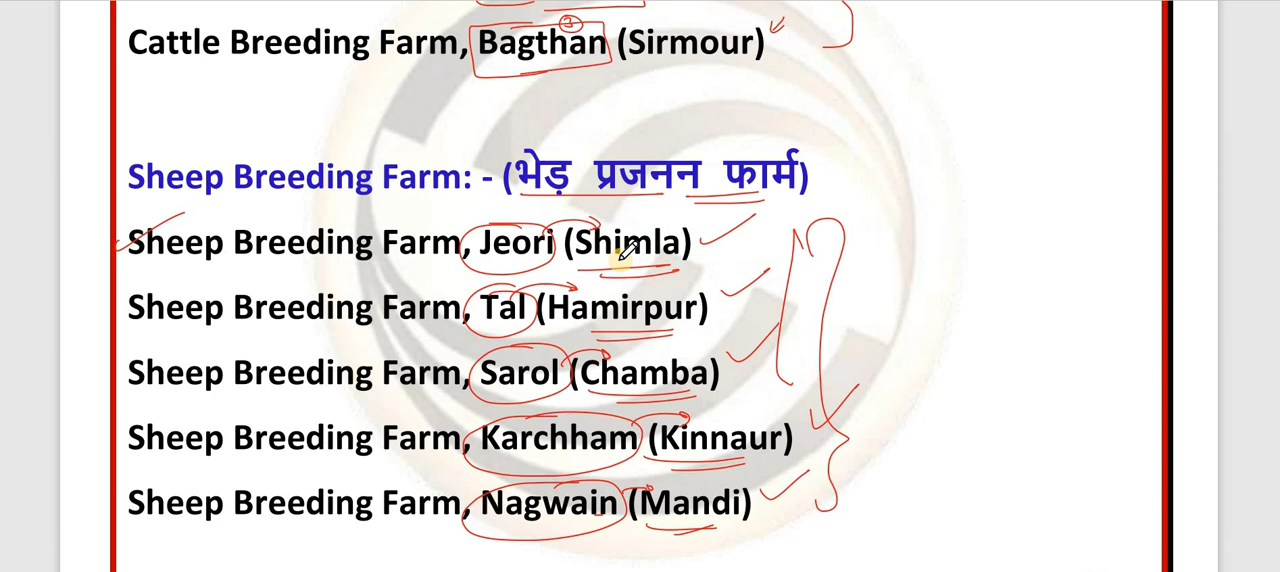 Cattle Breeding Farm, Bagthan (Sirmour)
Sheep Breeding Farm: - (भेड़ प्रजनन फार्म)
Sheep Breeding Farm, Jeori (Shimla)
Sheep Breeding Farm, Tal (Hamirpur)
Sheep Breeding Farm, Sarol (Chamba)
Sheep Breeding Farm, Karchham (Kinnaur)
Sheep Breeding Farm, Nagwain (Mandi)